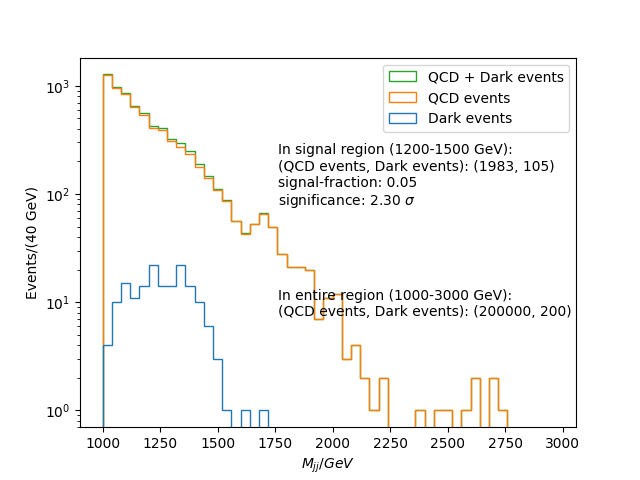 QCD + Dark events
QCD events
Dark events
In signal region (1200-1500 GeV):
(QCD events, Dark events): (1983, 105)
signal-fraction: 0.05
significance: 2.30 σ
In entire region (1000-3000 GeV):
(QCD events, Dark events): (200000, 200)
Events/(40 GeV)
10³
10²
10¹
10⁰
1000 1250 1500 1750 2000 2250 2500 2750 3000
M_{jj}/GeV